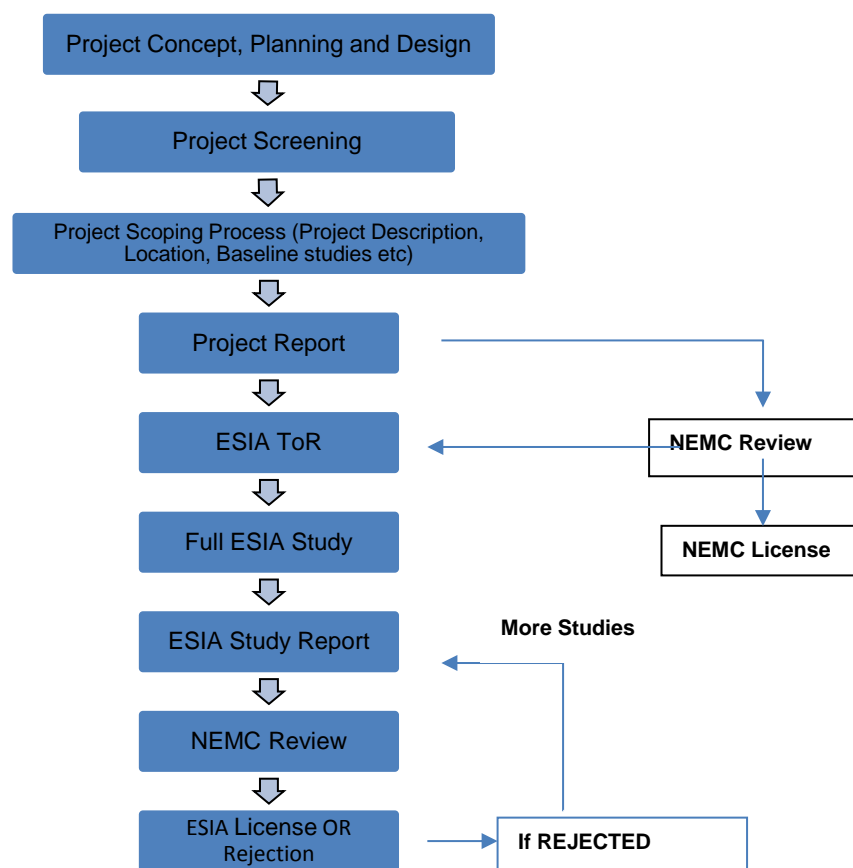 Project Concept, Planning and Design
Project Screening
Project Scoping Process (Project Description,
Location, Baseline studies etc)
Project Report
ESIA ToR
NEMC Review
Full ESIA Study
NEMC License
ESIA Study Report
More Studies
NEMC Review
ESIA License OR
Rejection
If REJECTED